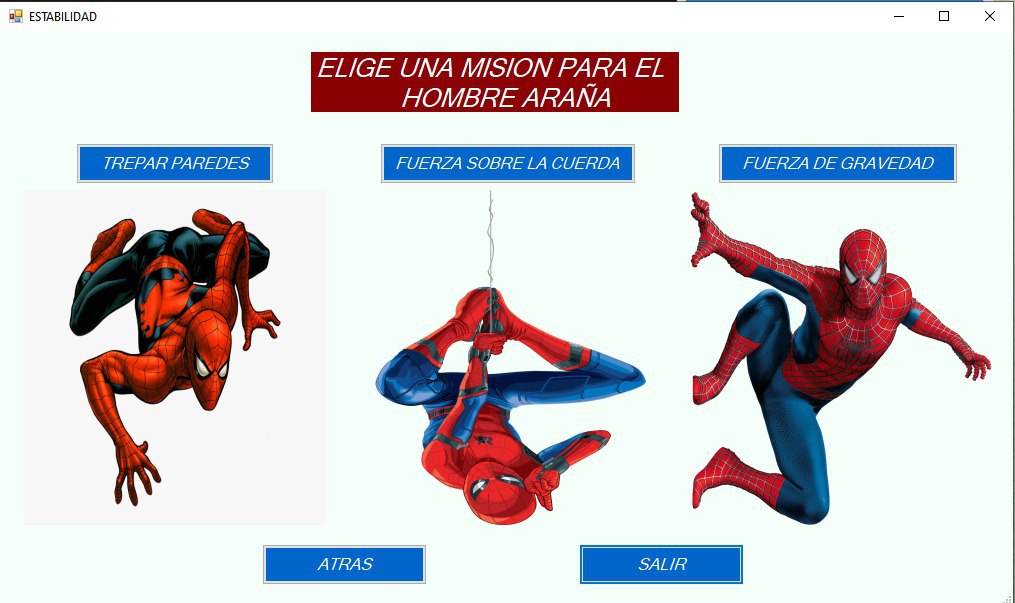 ESTABILIDAD
ELIGE UNA MISION PARA EL
HOMBRE ARAÑA
TREPAR PAREDES
FUERZA SOBRE LA CUERDA
FUERZA DE GRAVEDAD
ATRAS
SALIR